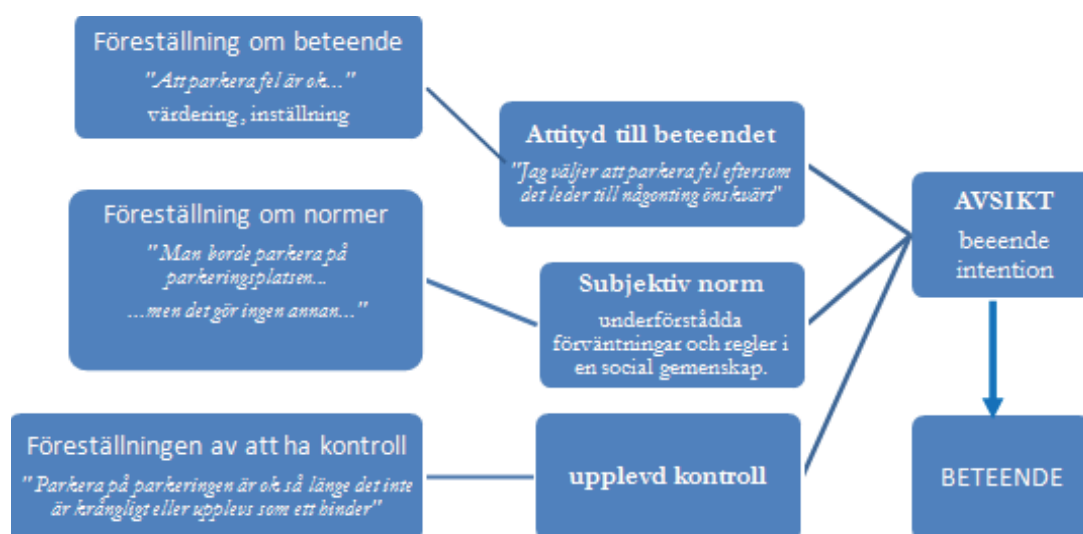 Föreställning om beteende
"Att parkera fel är ok..."
värdering, inställning
Attityd till beteendet
"Jag väljer att parkera fel eftersom
det leder till någonting önskvärt"
Föreställning om normer
"Man borde parkera på
parkeringsplatsen...
...men det gör ingen annan..."
Subjektiv norm
underförstådda
förväntningar och regler i
en social gemenskap.
Föreställningen av att ha kontroll
"Parkera på parkeringen är ok så länge det inte
är krångligt eller upplevs som ett hinder"
upplevd kontroll
AVSIKT
beeende
intention
BETEENDE